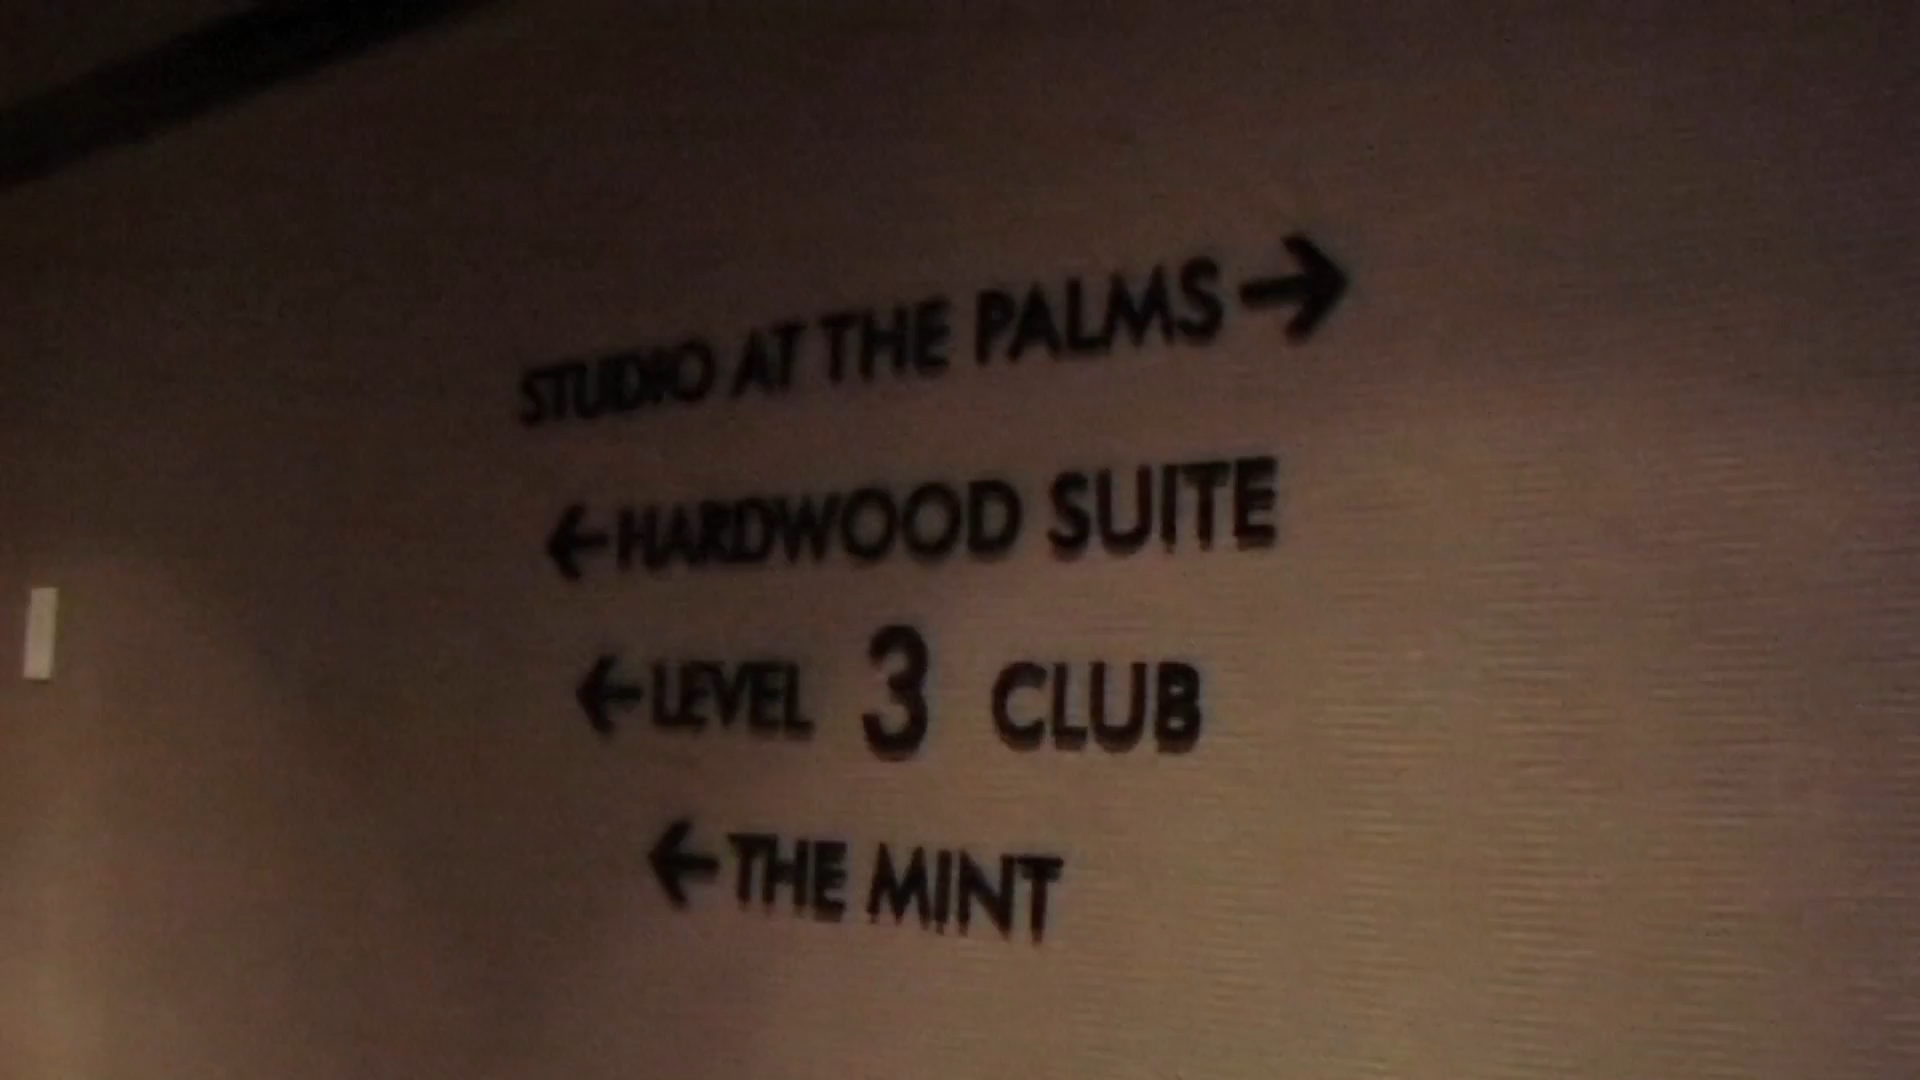 STUDIO AT THE PALMS →
← HARDWOOD SUITE
← LEVEL 3 CLUB
← THE MINT